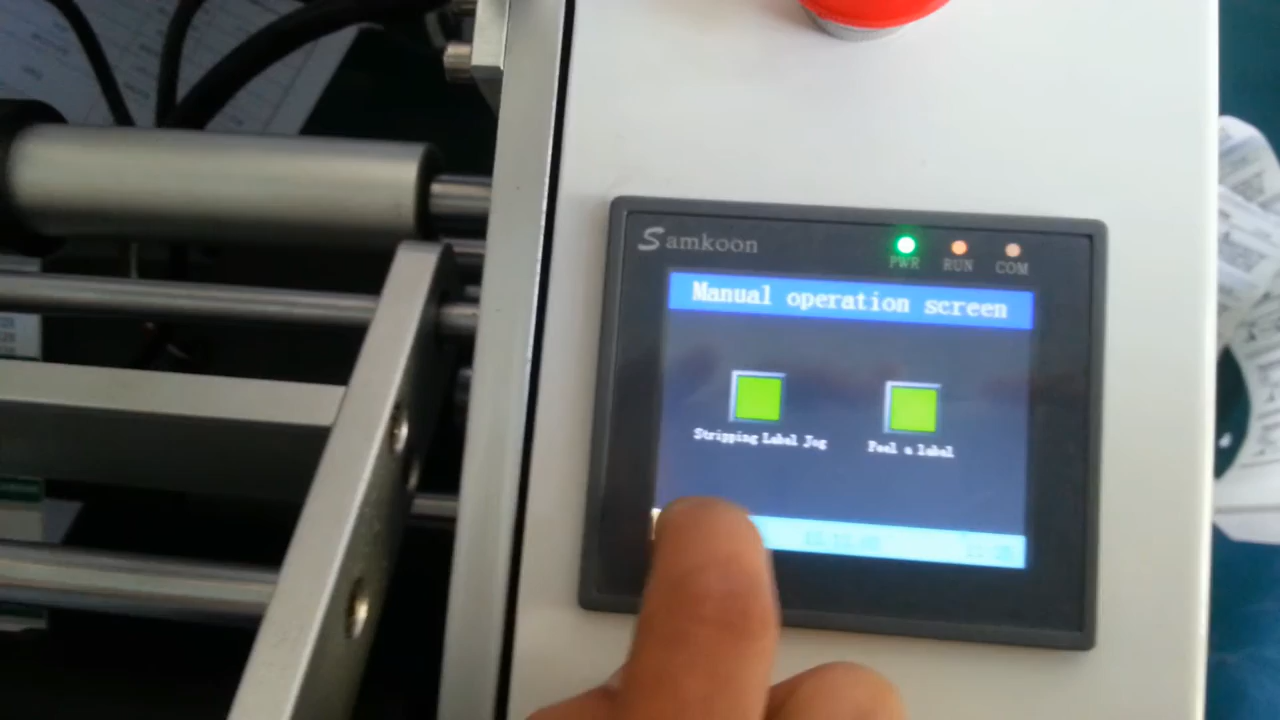 Samkoon
PWR RUN COM
Manual operation screen
Stripping Label Jog
Peel a label